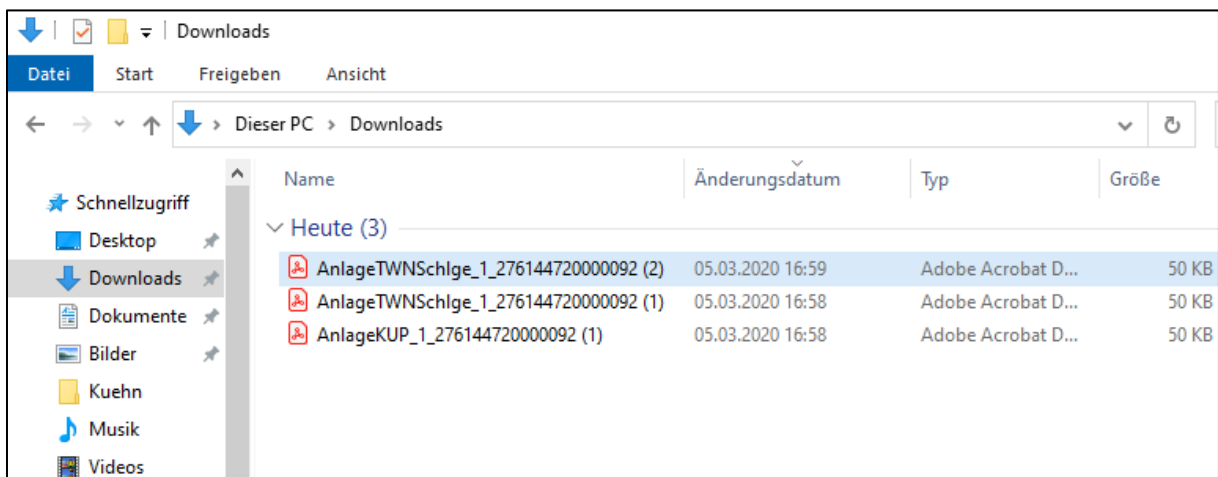 Downloads
Datei Start Freigeben Ansicht
Dieser PC > Downloads
Name Änderungsdatum Typ Größe
Schnellzugriff
Heute (3)
Desktop
AnlageTWNSchlge_1_276144720000092 (2) 05.03.2020 16:59 Adobe Acrobat D... 50 KB
Downloads
AnlageTWNSchlge_1_276144720000092 (1) 05.03.2020 16:58 Adobe Acrobat D... 50 KB
Dokumente
AnlageKUP_1_276144720000092 (1) 05.03.2020 16:58 Adobe Acrobat D... 50 KB
Bilder
Kuehn
Musik
Videos